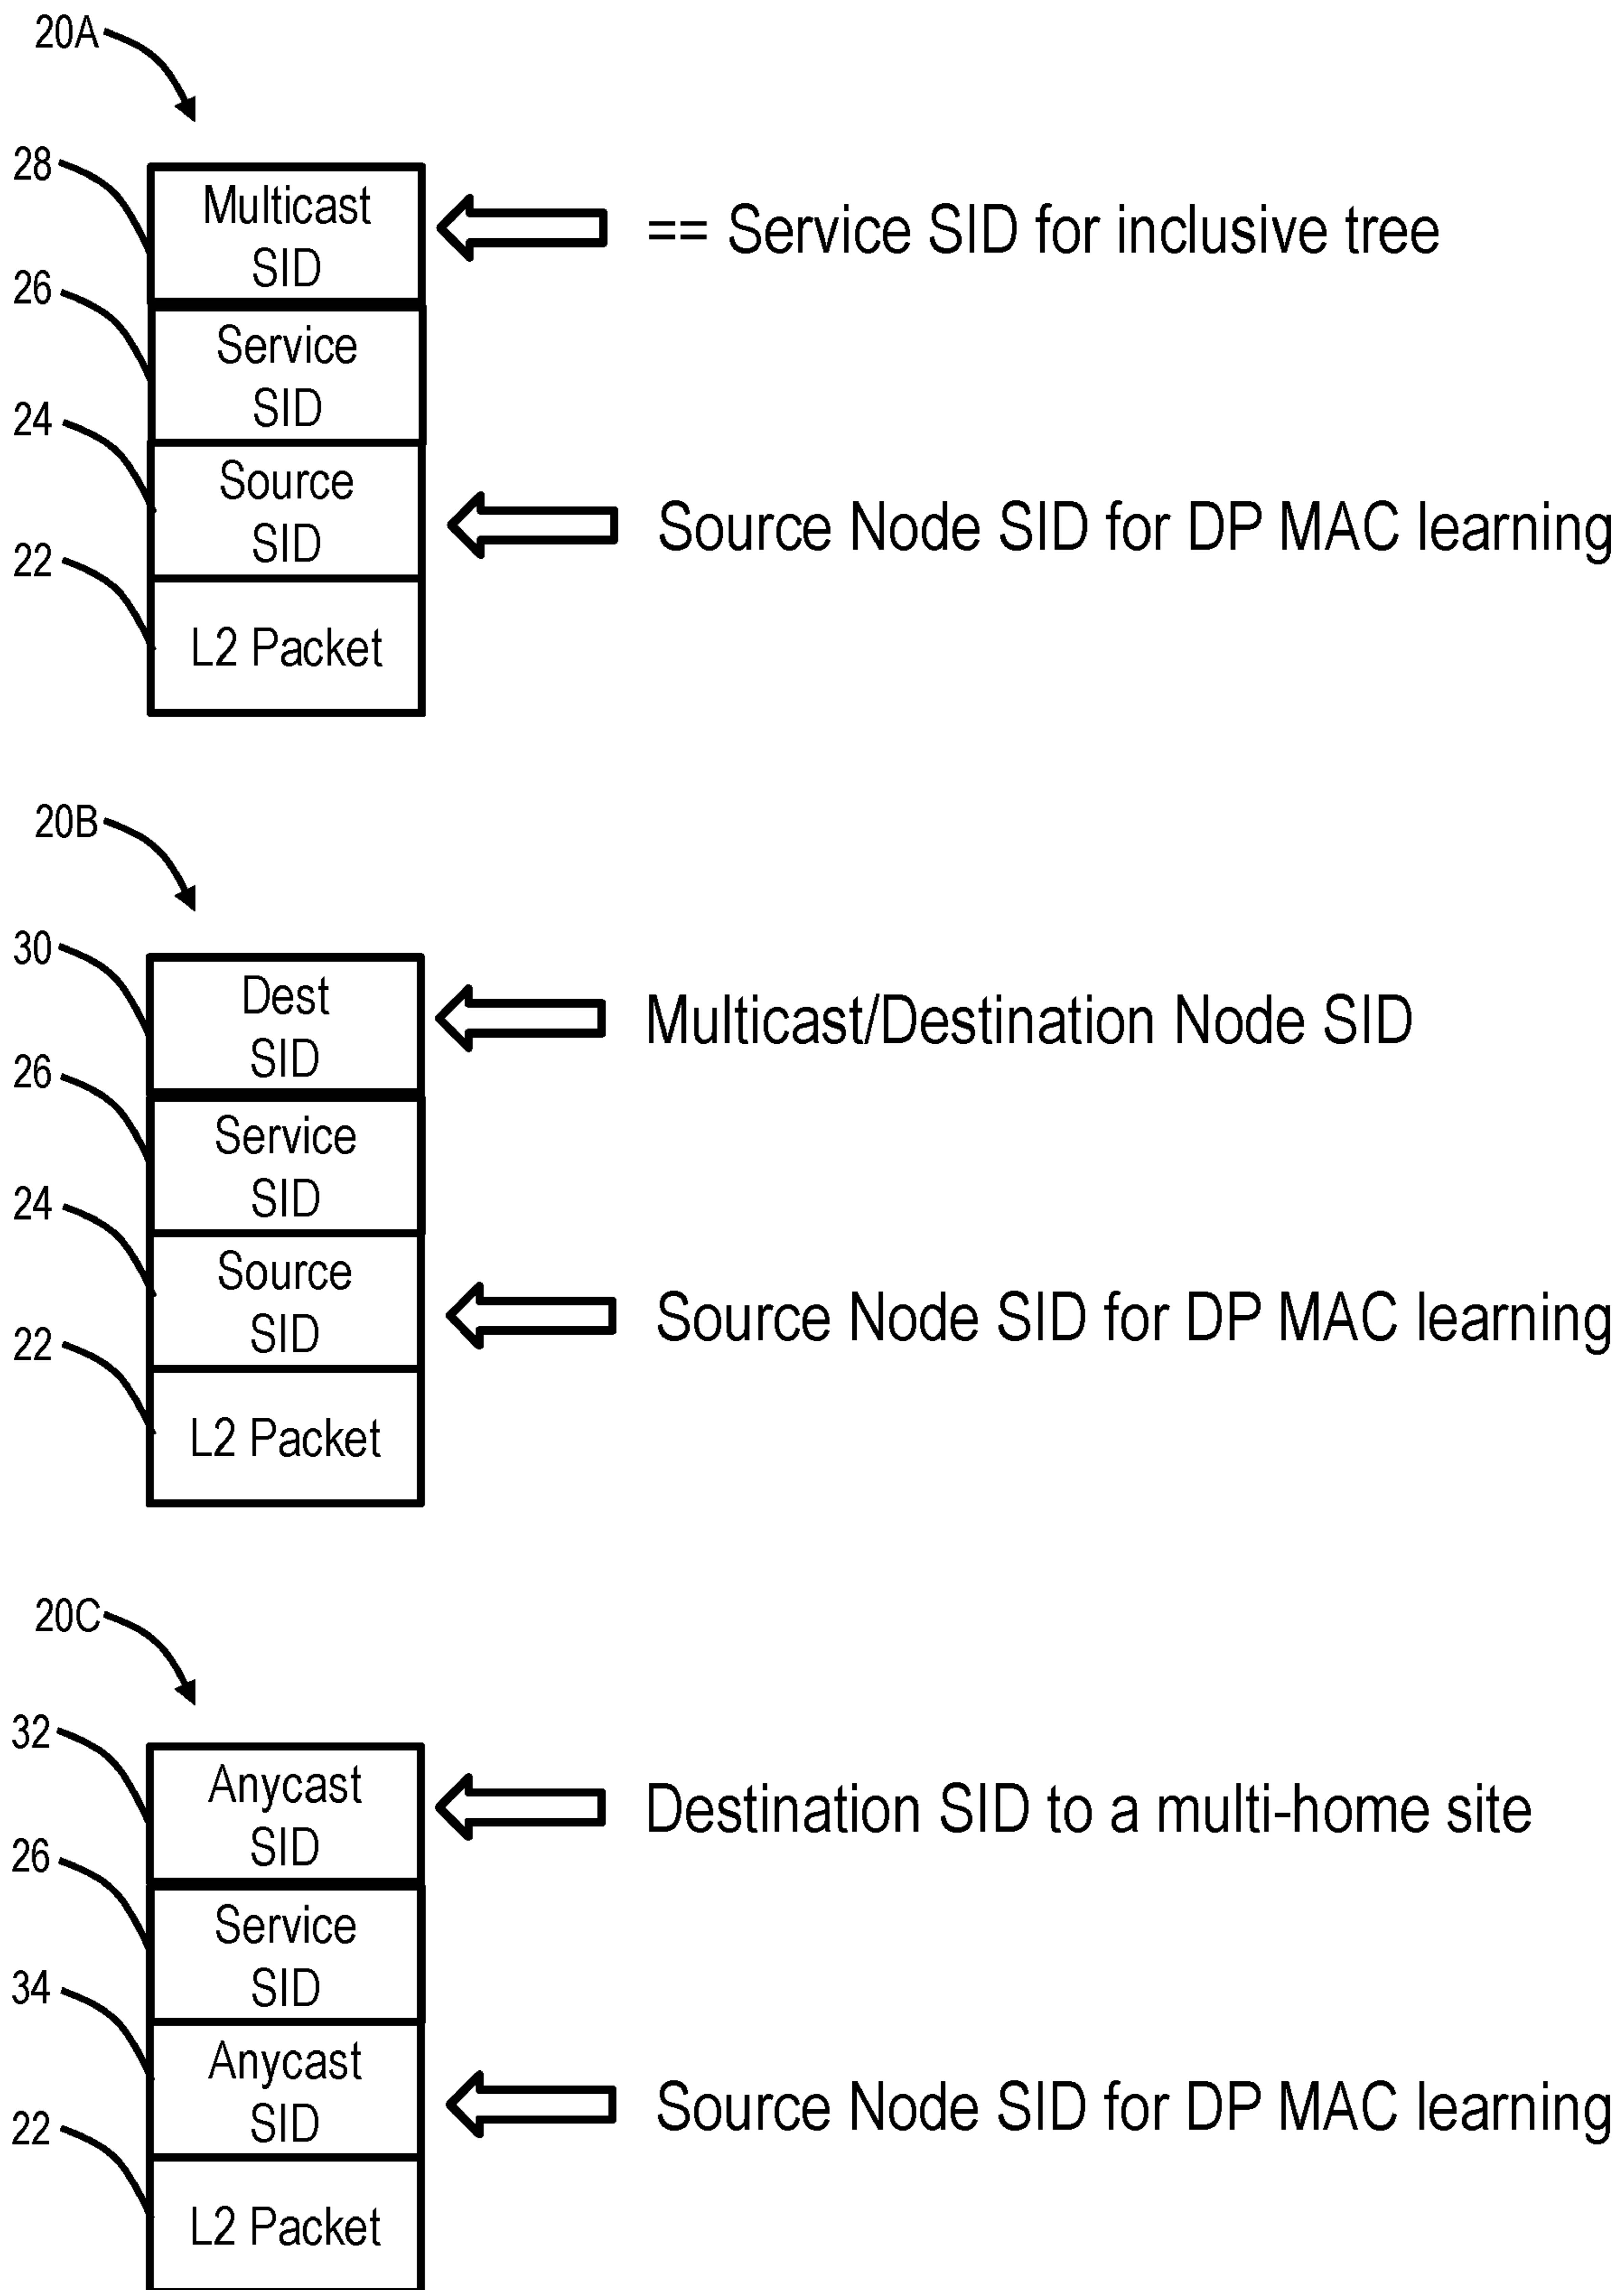 20A
28
Multicast
SID
== Service SID for inclusive tree
26
Service
SID
24
Source
SID
Source Node SID for DP MAC learning
22
L2 Packet
20B
30
Dest
SID
Multicast/Destination Node SID
26
Service
SID
24
Source
SID
Source Node SID for DP MAC learning
22
L2 Packet
20C
32
Anycast
SID
Destination SID to a multi-home site
26
Service
SID
34
Anycast
SID
Source Node SID for DP MAC learning
22
L2 Packet